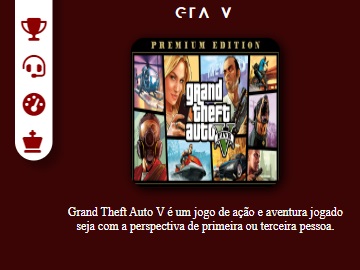 GTA V
PREMIUM EDITION
grand
theft
auto
V
Grand Theft Auto V é um jogo de ação e aventura jogado
seja com a perspectiva de primeira ou terceira pessoa.